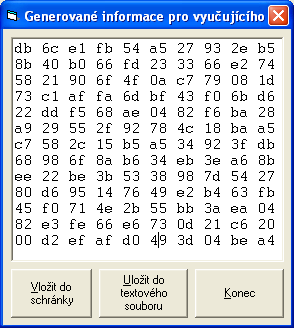 Generované informace pro vyučujícího
db 6c e1 fb 54 a5 27 93 2e b5
8b 40 b0 66 fd 23 33 66 e2 74
58 21 90 6f 4f 0a c7 79 08 1d
73 c1 af fa 6d bf 43 f0 6b d6
22 dd f5 68 ae 04 82 f6 ba 28
a9 29 55 2f 92 78 4c 18 ba a5
c7 58 2c 15 b5 a5 34 92 3f db
68 98 6f 8a b6 34 eb 3e a6 8b
ee 22 be 3b 53 38 98 7d 54 27
80 d6 95 14 76 49 e2 b4 63 fb
45 f0 71 4e 2b 55 bb 3a ea 04
82 e3 fe 66 e6 73 0d 21 c6 20
00 d2 ef af d0 49 3d 04 be a4
Vložit do
schránky
Uložit do
textového
souboru
Konec